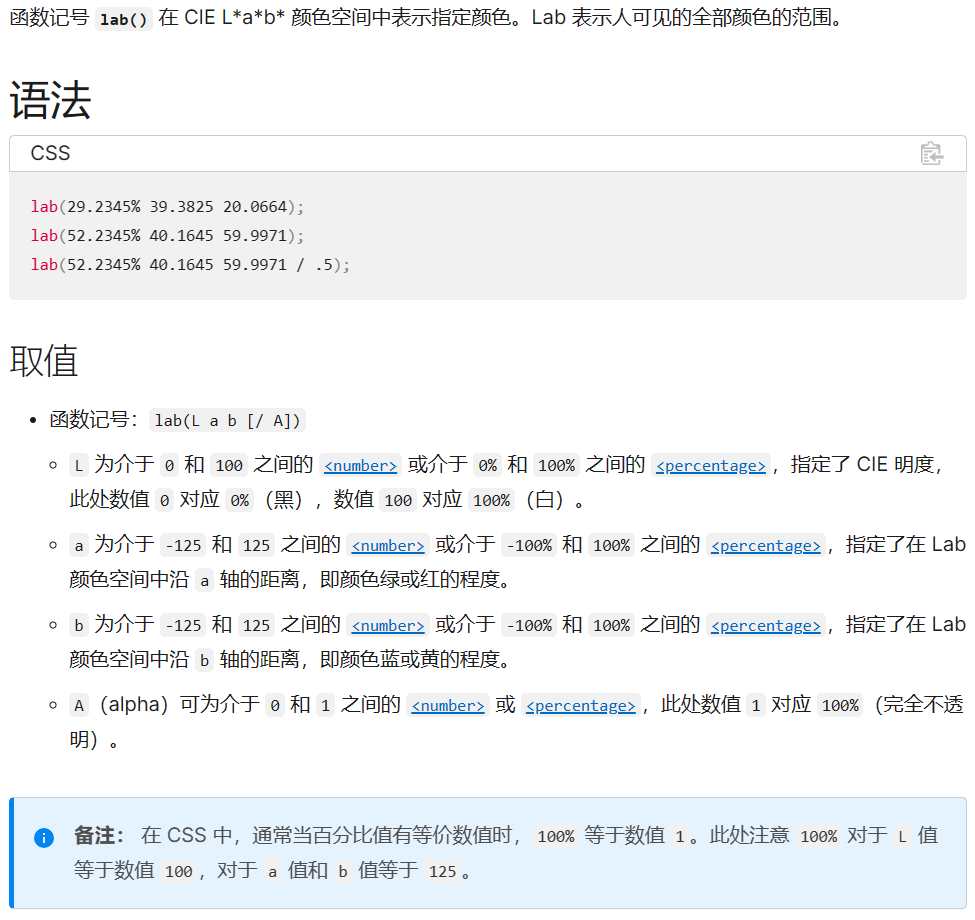 函数记号 lab() 在 CIE L*a*b* 颜色空间中表示指定颜色。Lab 表示人可见的全部颜色的范围。
语法
CSS
lab(29.2345% 39.3825 20.0664);
lab(52.2345% 40.1645 59.9971);
lab(52.2345% 40.1645 59.9971 / .5);
取值
• 函数记号：lab(L a b [/ A])
◦ L 为介于 0 和 100 之间的 <number> 或介于 0% 和 100% 之间的 <percentage>，指定了 CIE 明度，
此处数值 0 对应 0%（黑），数值 100 对应 100%（白）。
◦ a 为介于 -125 和 125 之间的 <number> 或介于 -100% 和 100% 之间的 <percentage>，指定了在 Lab
颜色空间中沿 a 轴的距离，即颜色绿或红的程度。
◦ b 为介于 -125 和 125 之间的 <number> 或介于 -100% 和 100% 之间的 <percentage>，指定了在 Lab
颜色空间中沿 b 轴的距离，即颜色蓝或黄的程度。
◦ A（alpha）可为介于 0 和 1 之间的 <number> 或 <percentage>，此处数值 1 对应 100%（完全不透
明）。
备注： 在 CSS 中，通常当百分比值有等价数值时，100% 等于数值 1。此处注意 100% 对于 L 值
等于数值 100，对于 a 值和 b 值等于 125。